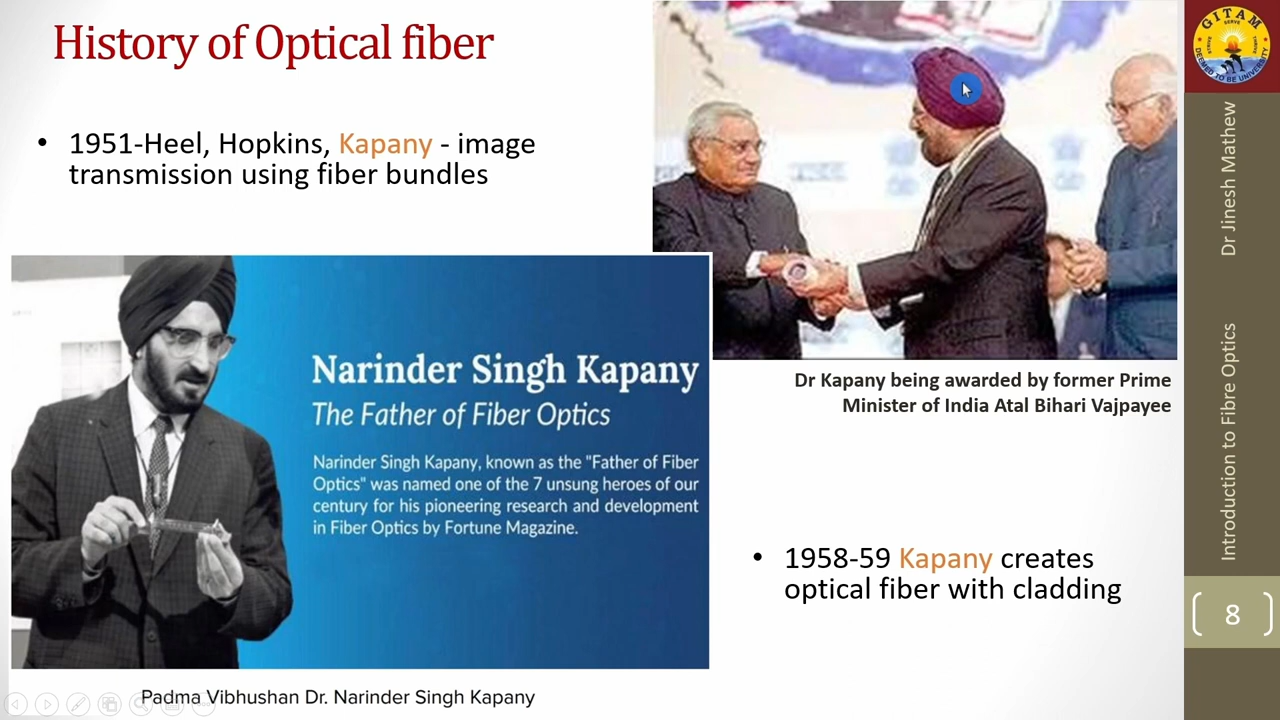 History of Optical fiber
• 1951-Heel, Hopkins, Kapany - image
transmission using fiber bundles
Narinder Singh Kapany
The Father of Fiber Optics
Narinder Singh Kapany, known as the "Father of Fiber
Optics" was named one of the 7 unsung heroes of our
century for his pioneering research and development
in Fiber Optics by Fortune Magazine.
Padma Vibhushan Dr. Narinder Singh Kapany
Dr Kapany being awarded by former Prime
Minister of India Atal Bihari Vajpayee
• 1958-59 Kapany creates
optical fiber with cladding
GITAM
DEEMED TO BE UNIVERSITY
Dr Jinesh Mathew
Introduction to Fibre Optics
8